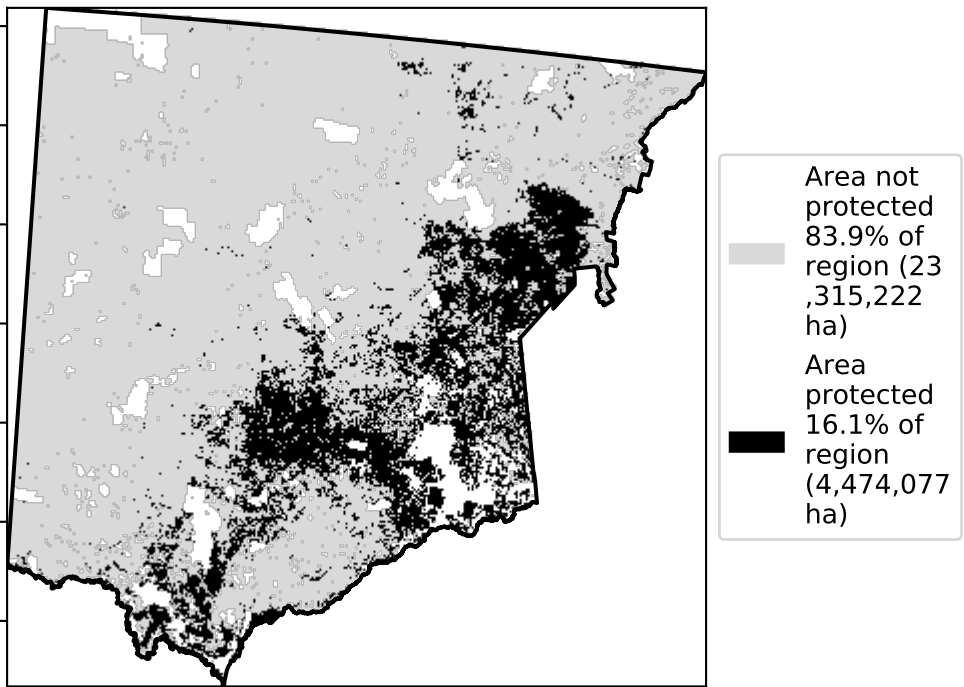 Area not
protected
83.9% of
region (23
,315,222
ha)
Area
protected
16.1% of
region
(4,474,077
ha)